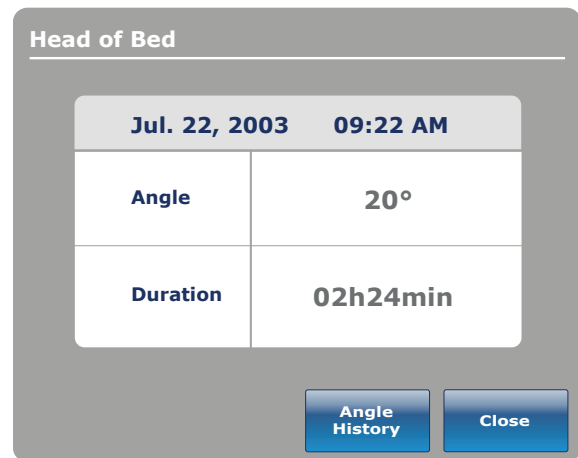 Head of Bed
Jul. 22, 2003 09:22 AM
Angle 20°
Duration 02h24min
Angle
History
Close